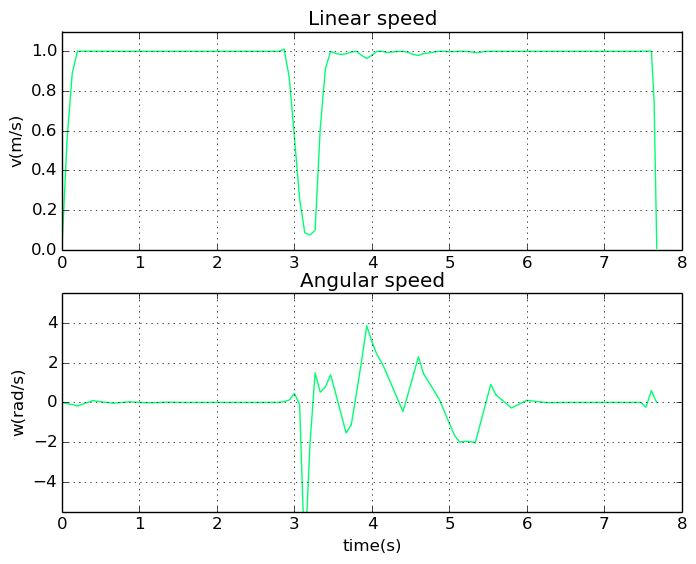 Linear speed
v(m/s)
1.0
0.8
0.6
0.4
0.2
0.0
0 1 2 3 4 5 6 7 8
Angular speed
w(rad/s)
4
2
0
−2
−4
0 1 2 3 4 5 6 7 8
time(s)